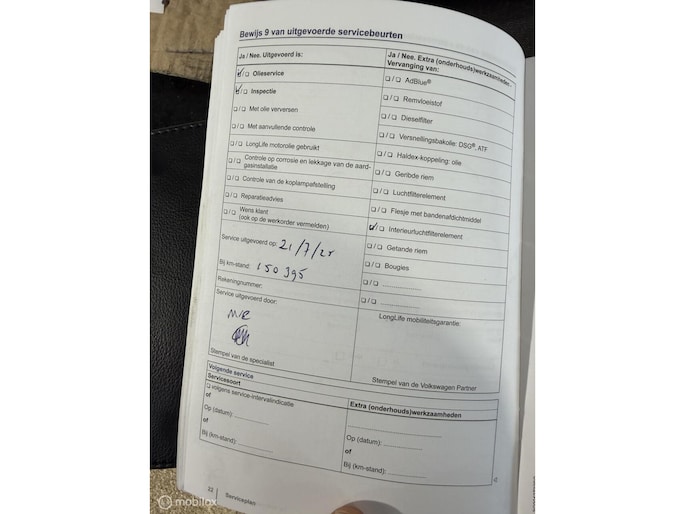 Bewijs 9 van uitgevoerde servicebeurten
Ja / Nee. Uitgevoerd is:
❑ / ❑ Olieservice
❑ / ❑ Inspectie
❑ / ❑ Met olie verversen
❑ / ❑ Met aanvullende controle
❑ / ❑ LongLife motorolie gebruikt
❑ / ❑ Controle op corrosie en lekkage van de aard-
gasinstallatie
❑ / ❑ Controle van de koplampafstelling
❑ / ❑ Reparatieadvies
❑ / ❑ Wens klant
(ook op de werkorder vermelden)
Service uitgevoerd op: 21/7/25
Bij km-stand: 150395
Rekeningnummer:
Service uitgevoerd door:
Stempel van de specialist
Ja / Nee. Extra (onderhouds)werkzaamheden.
Vervanging van:
❑ / ❑ AdBlue®
❑ / ❑ Remvloeistof
❑ / ❑ Dieselfilter
❑ / ❑ Versnellingsbakolie: DSG®. ATF
❑ / ❑ Haldex-koppeling: olie
❑ / ❑ Geribde riem
❑ / ❑ Luchtfilterelement
❑ / ❑ Flesje met bandenafdichtmiddel
❑ / ❑ Interieurluchtfilterelement
❑ / ❑ Getande riem
❑ / ❑ Bougies
❑ / ❑ ....................
❑ / ❑ ....................
LongLife mobiliteitsgarantie:
Stempel van de Volkswagen Partner
Volgende service
Servicesoort
❑ volgens service-intervalindicatie
of
Op (datum): ....................
of
Bij (km-stand): ....................
Extra (onderhouds)werkzaamheden
....................
Op (datum): ....................
of
Bij (km-stand): ....................
22 Serviceplan
mobilox